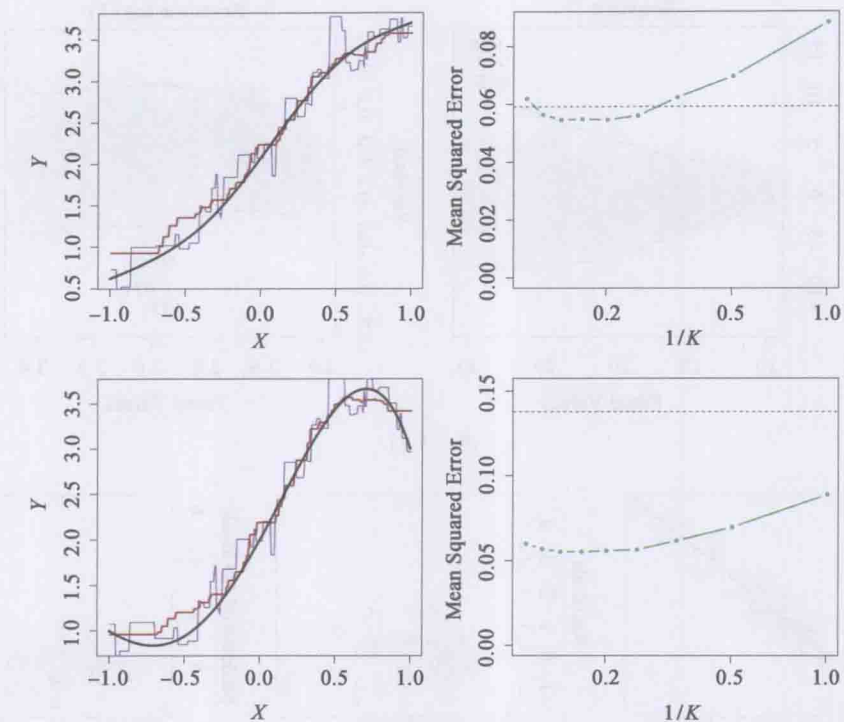 Y
0.5 1.0 1.5 2.0 2.5 3.0 3.5
-1.0 -0.5 0.0 0.5 1.0
X
Mean Squared Error
0.00 0.02 0.04 0.06 0.08
0.2 0.5 1.0
1/K
Y
1.0 1.5 2.0 2.5 3.0 3.5
-1.0 -0.5 0.0 0.5 1.0
X
Mean Squared Error
0.00 0.05 0.10 0.15
0.2 0.5 1.0
1/K